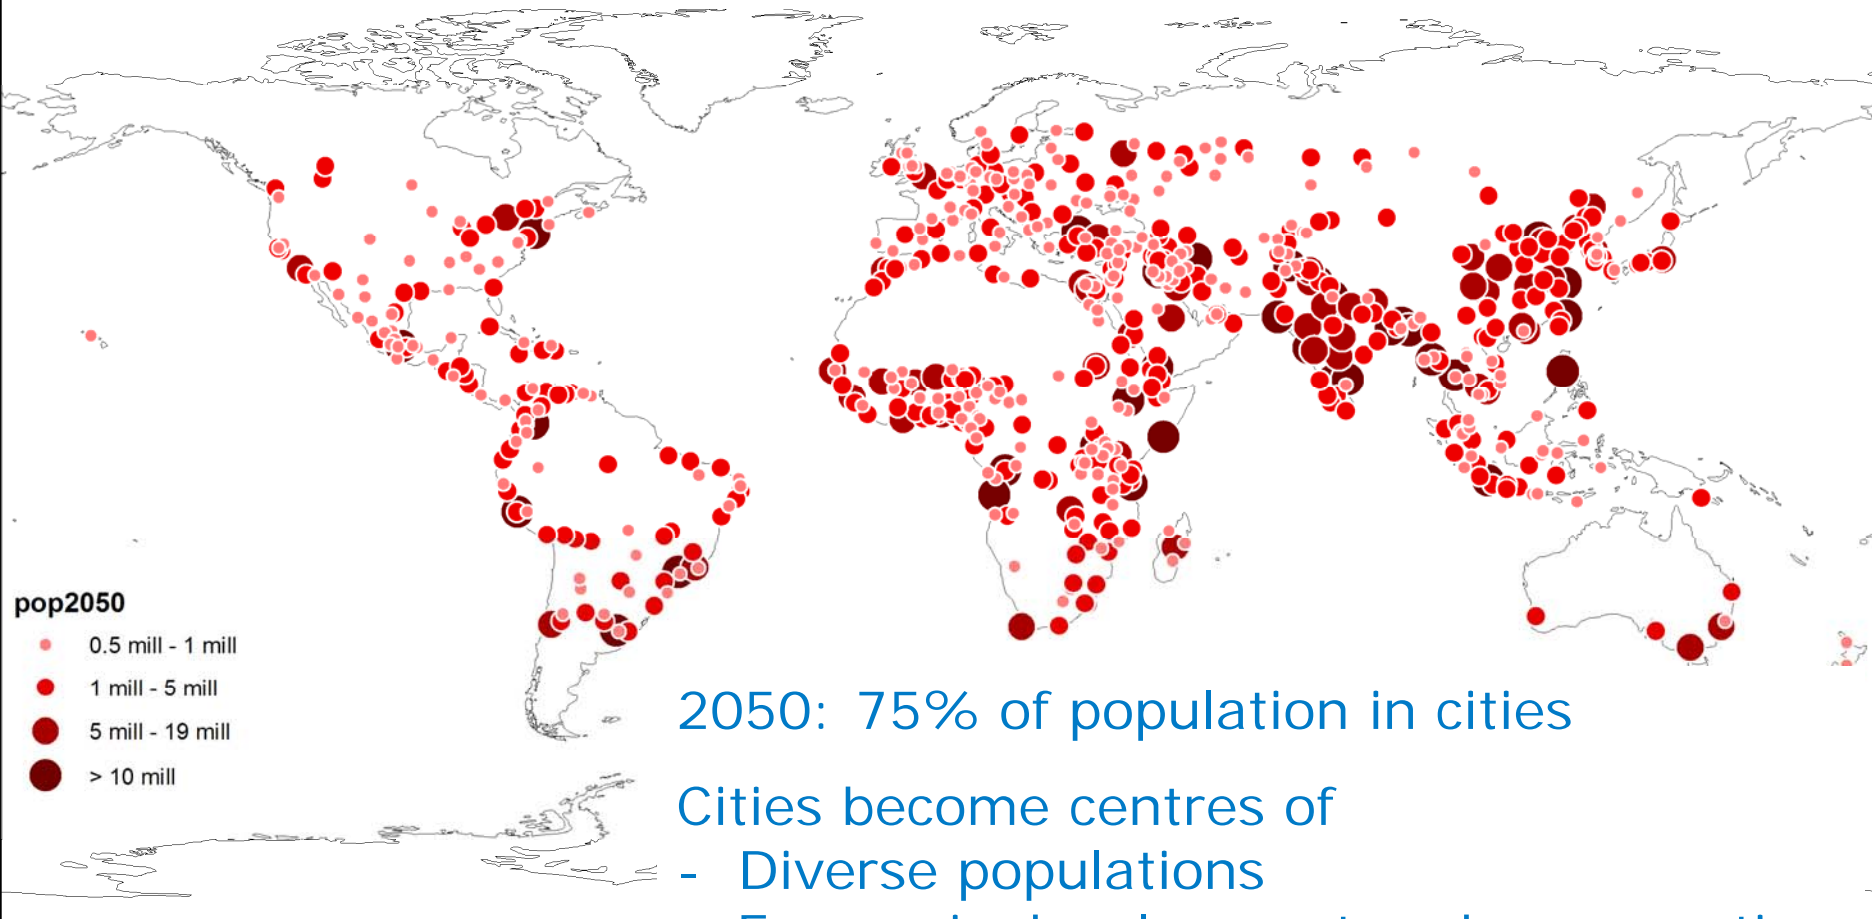 pop2050
0.5 mill - 1 mill
1 mill - 5 mill
5 mill - 19 mill
> 10 mill
2050: 75% of population in cities
Cities become centres of
- Diverse populations